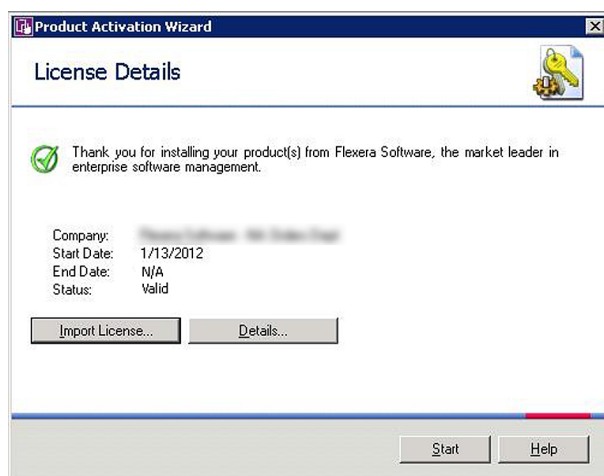 Product Activation Wizard
License Details
Thank you for installing your product(s) from Flexera Software, the market leader in
enterprise software management.
Company:
Start Date: 1/13/2012
End Date: N/A
Status: Valid
Import License... Details...
Start Help